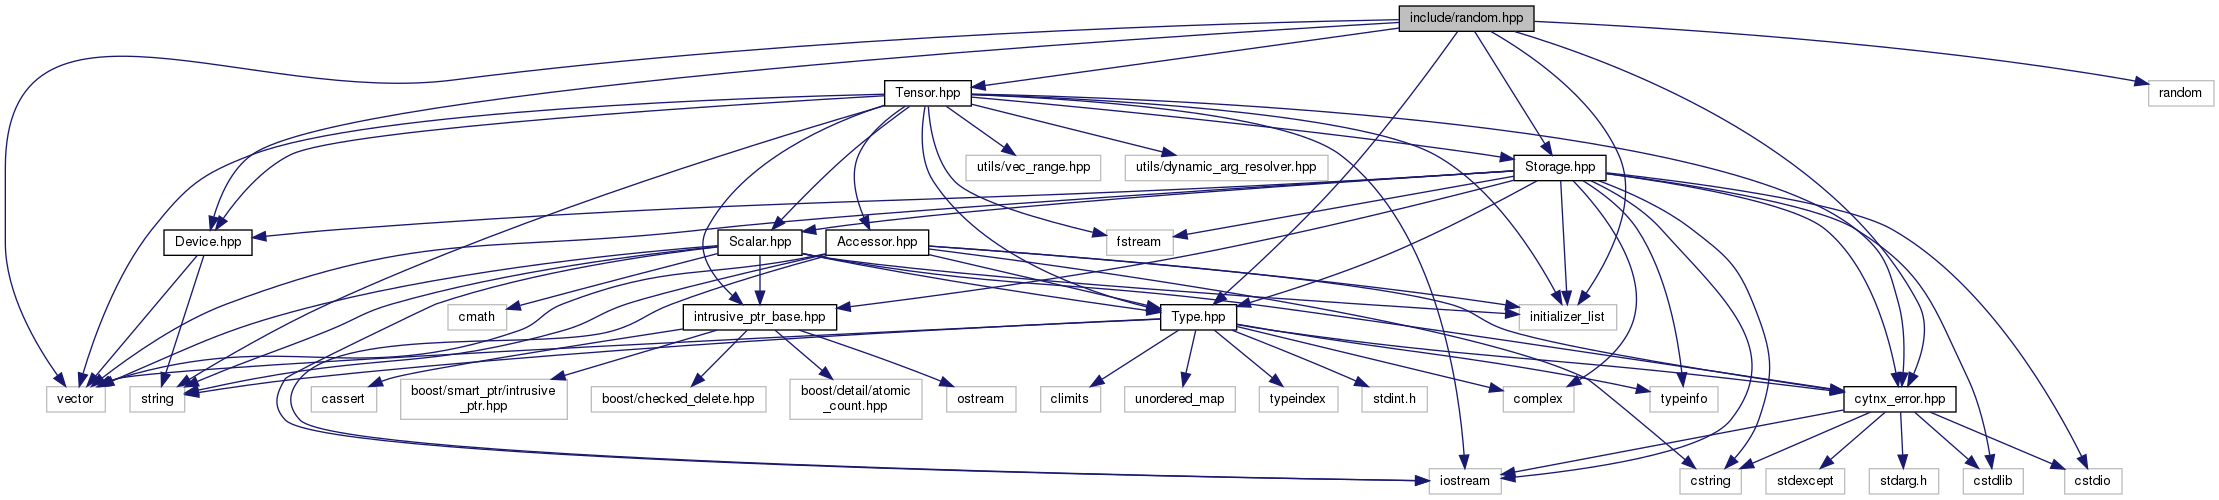 include/random.hpp
Tensor.hpp
random
utils/vec_range.hpp
utils/dynamic_arg_resolver.hpp
Storage.hpp
Device.hpp
Scalar.hpp
Accessor.hpp
fstream
cmath
intrusive_ptr_base.hpp
Type.hpp
initializer_list
vector
string
cassert
boost/smart_ptr/intrusive
_ptr.hpp
boost/checked_delete.hpp
boost/detail/atomic
_count.hpp
ostream
climits
unordered_map
typeindex
stdint.h
complex
typeinfo
cytnx_error.hpp
iostream
cstring
stdexcept
stdarg.h
cstdlib
cstdio